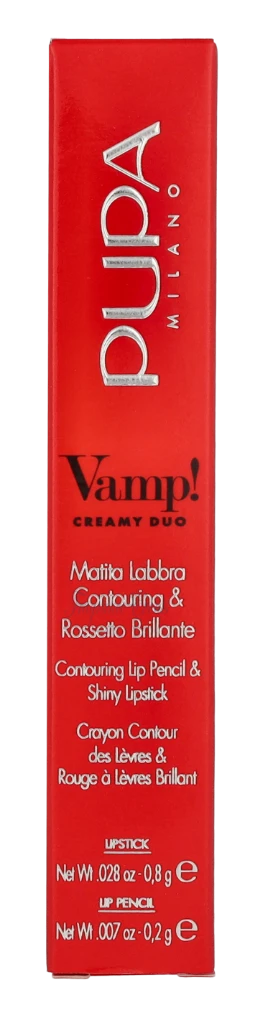 PUPA
MILANO
Vamp!
CREAMY DUO
Matita Labbra
Contouring &
Rossetto Brillante
Contouring Lip Pencil &
Shiny Lipstick
Crayon Contour
des Lèvres &
Rouge à Lèvres Brillant
LIPSTICK
Net Wt .028 oz - 0,8 g ℮
LIP PENCIL
Net Wt .007 oz - 0,2 g ℮